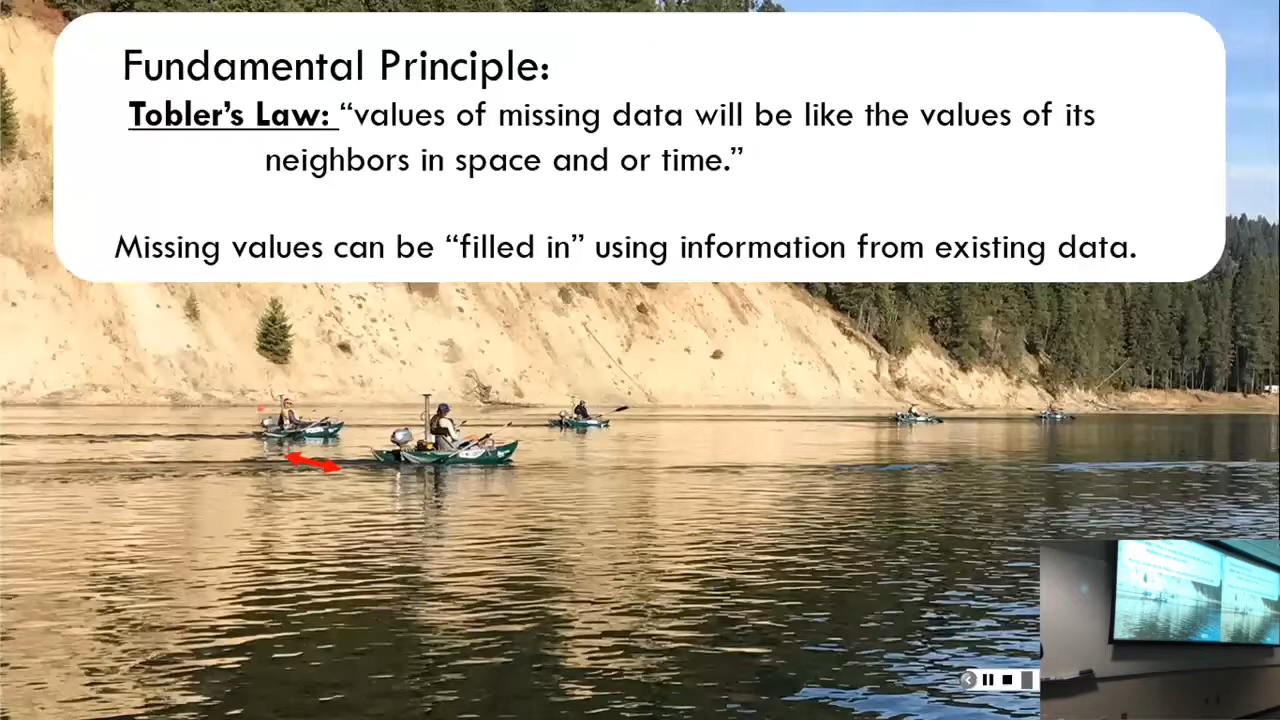 Fundamental Principle:
Tobler's Law: “values of missing data will be like the values of its
neighbors in space and or time.”
Missing values can be “filled in” using information from existing data.